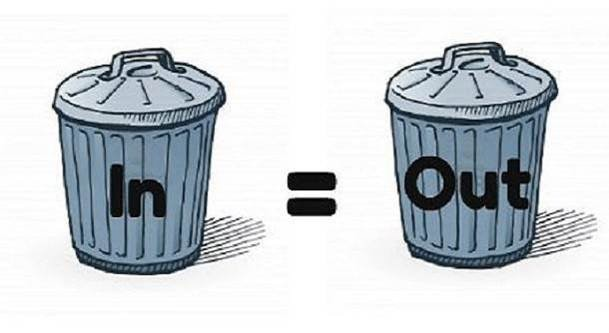 In = Out